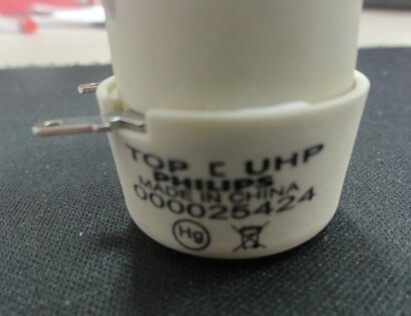 TOP E UHP
PHILIPS
MADE IN CHINA
000025424
Hg